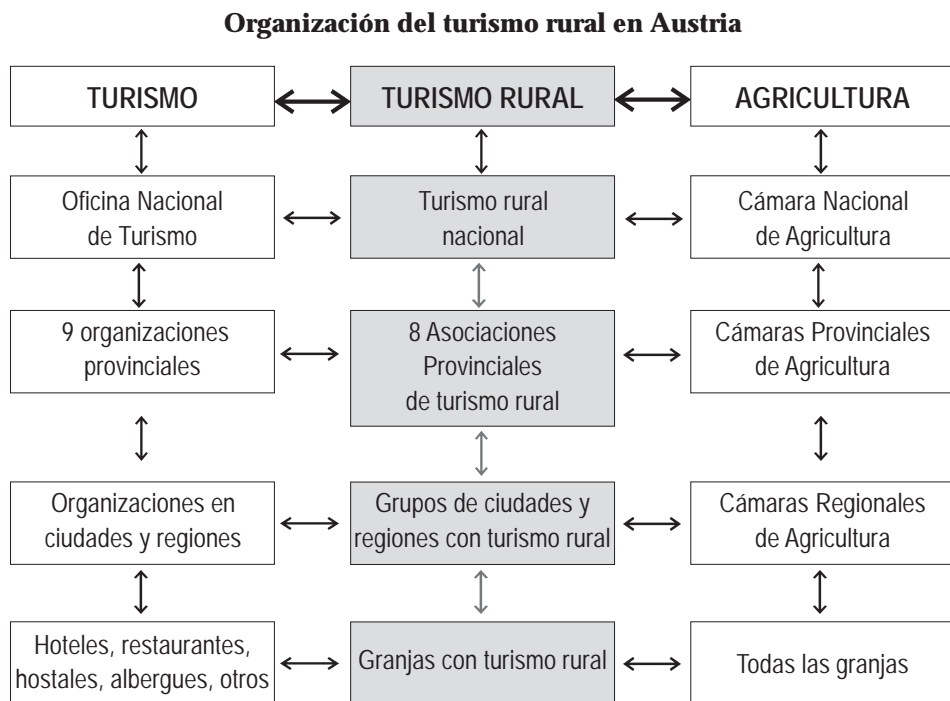 Organización del turismo rural en Austria
TURISMO
TURISMO RURAL
AGRICULTURA
Oficina Nacional
de Turismo
Turismo rural
nacional
Cámara Nacional
de Agricultura
9 organizaciones
provinciales
8 Asociaciones
Provinciales
de turismo rural
Cámaras Provinciales
de Agricultura
Organizaciones en
ciudades y regiones
Grupos de ciudades y
regiones con turismo rural
Cámaras Regionales
de Agricultura
Hoteles, restaurantes,
hostales, albergues, otros
Granjas con turismo rural
Todas las granjas